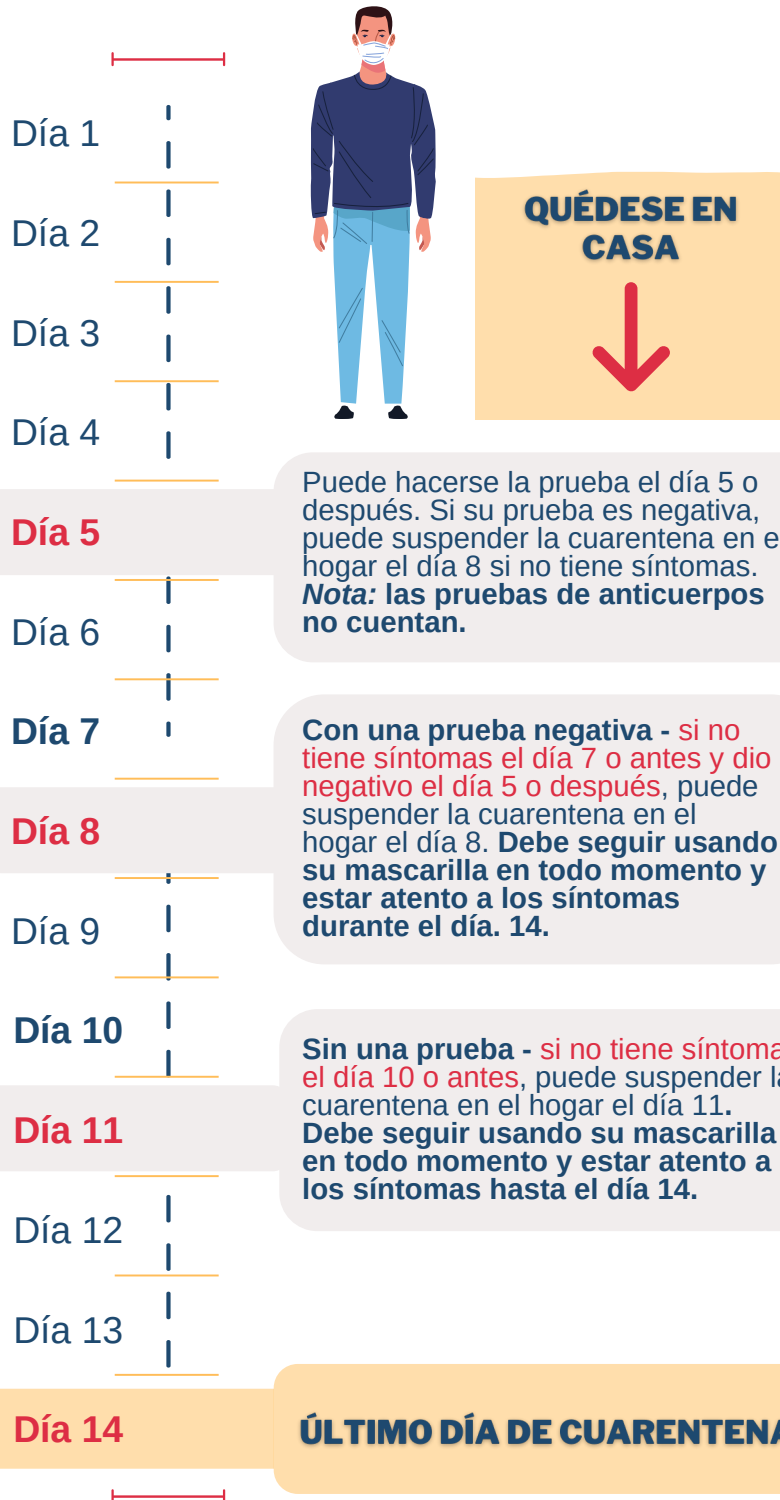 Día 1
QUÉDESE EN
CASA
Día 2
Día 3
Día 4
Día 5
Puede hacerse la prueba el día 5 o
después. Si su prueba es negativa,
puede suspender la cuarentena en e
hogar el día 8 si no tiene síntomas.
Nota: las pruebas de anticuerpos
no cuentan.
Día 6
Día 7
Con una prueba negativa - si no
tiene síntomas el día 7 o antes y dio
negativo el día 5 o después, puede
suspender la cuarentena en el
hogar el día 8. Debe seguir usando
su mascarilla en todo momento y
estar atento a los síntomas
durante el día. 14.
Día 8
Día 9
Día 10
Sin una prueba - si no tiene síntoma
el día 10 o antes, puede suspender la
cuarentena en el hogar el día 11.
Debe seguir usando su mascarilla
en todo momento y estar atento a
los síntomas hasta el día 14.
Día 11
Día 12
Día 13
Día 14
ÚLTIMO DÍA DE CUARENTENA